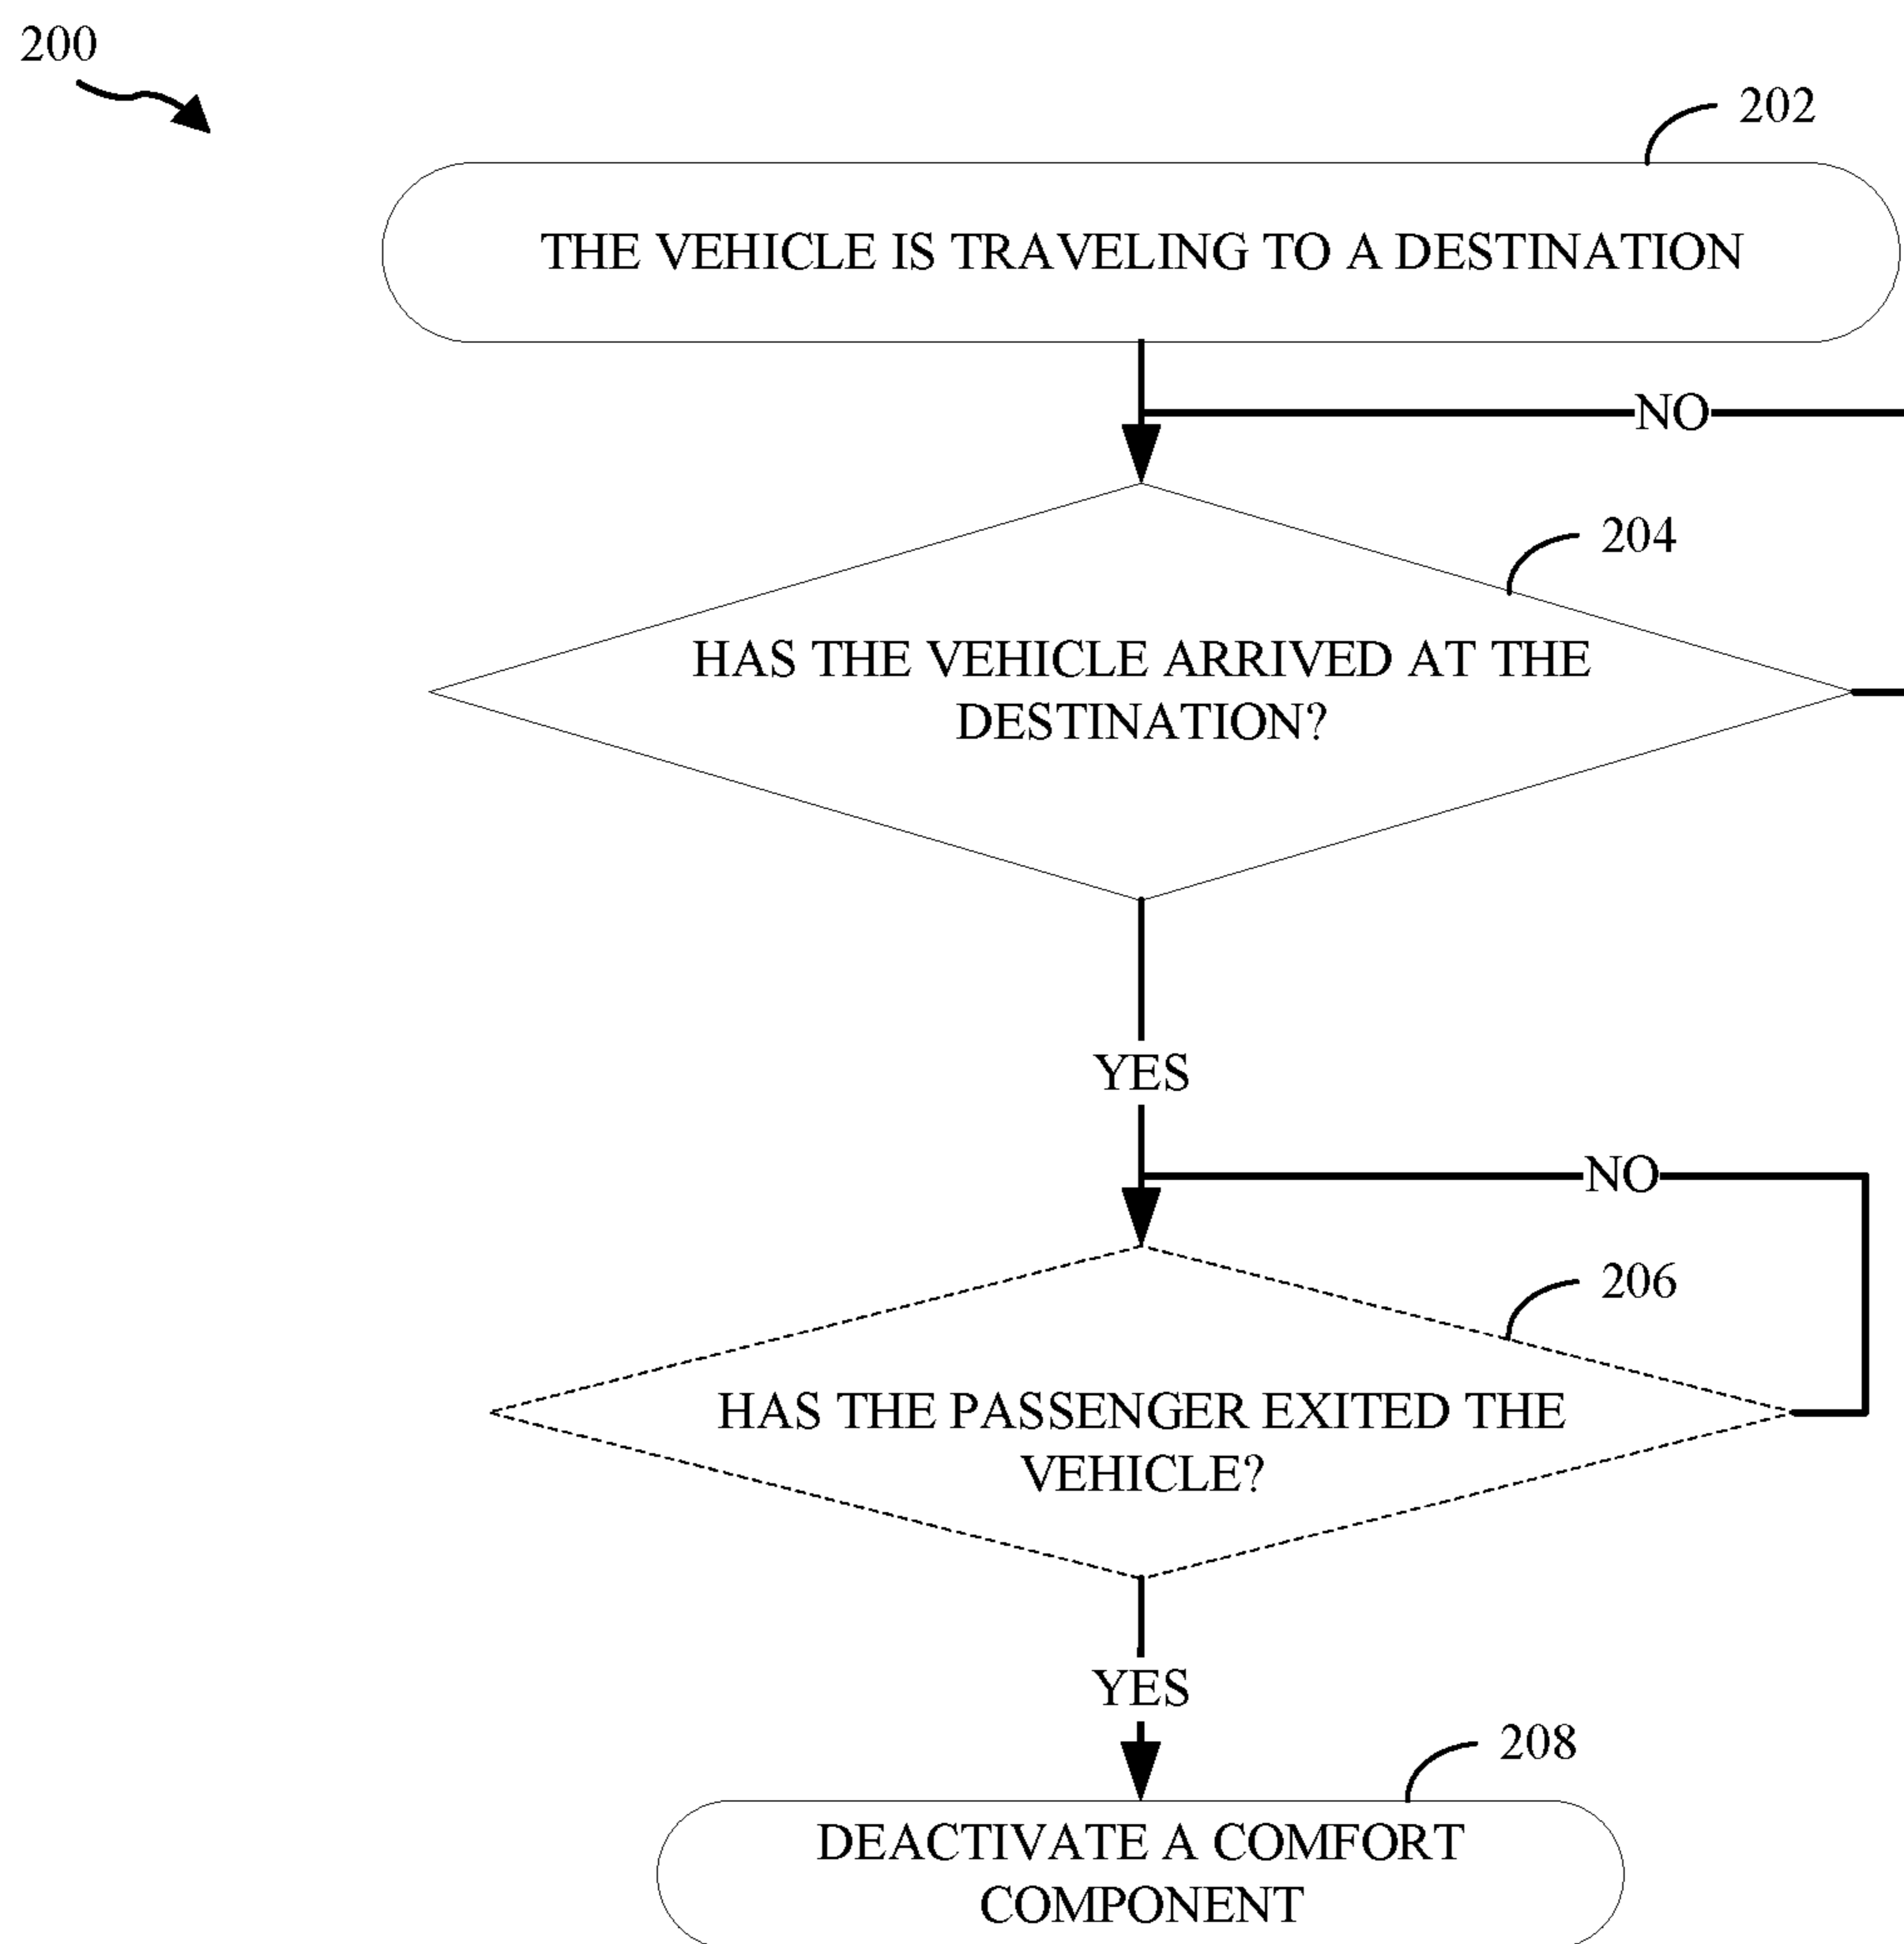 200
202
THE VEHICLE IS TRAVELING TO A DESTINATION
NO
204
HAS THE VEHICLE ARRIVED AT THE
DESTINATION?
YES
NO
206
HAS THE PASSENGER EXITED THE
VEHICLE?
YES
208
DEACTIVATE A COMFORT
COMPONENT